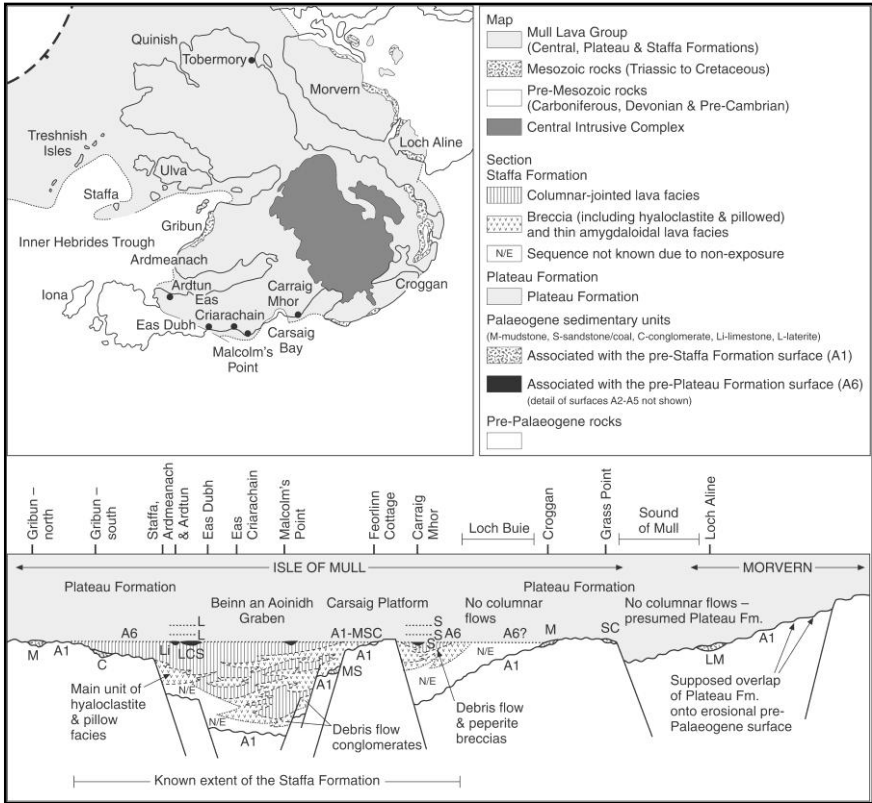 Quinish
Tobermory
Morvern
Loch Aline
Treshnish
Isles
Ulva
Staffa
Gribun
Inner Hebrides Trough
Ardmeanach
Iona
Ardtun
Eas
Criarachain
Carraig
Mhor
Croggan
Eas Dubh
Carsaig
Bay
Malcolm's
Point
Map
Mull Lava Group
(Central, Plateau & Staffa Formations)
Mesozoic rocks (Triassic to Cretaceous)
Pre-Mesozoic rocks
(Carboniferous, Devonian & Pre-Cambrian)
Central Intrusive Complex
Section
Staffa Formation
Columnar-jointed lava facies
Breccia (including hyaloclastite & pillowed)
and thin amygdaloidal lava facies
N/E Sequence not known due to non-exposure
Plateau Formation
Plateau Formation
Palaeogene sedimentary units
(M-mudstone, S-sandstone/coal, C-conglomerate, Li-limestone, L-laterite)
Associated with the pre-Staffa Formation surface (A1)
Associated with the pre-Plateau Formation surface (A6)
(detail of surfaces A2-A5 not shown)
Pre-Palaeogene rocks
Gribun –
north
Gribun –
south
Staffa,
Ardmeanach
& Ardtun
Eas Dubh
Eas
Criarachain
Malcolm's
Point
Feorlinn
Cottage
Carraig
Mhor
Loch Buie
Croggan
Grass Point
Sound
of Mull
Loch Aline
ISLE OF MULL
MORVERN
Plateau Formation
Beinn an Aoinidh
Graben
Carsaig Platform
No columnar
flows
Plateau Formation
No columnar flows –
presumed Plateau Fm.
L
L
A6
A1-MSC
S
S
A6
A6?
M
SC
A1
M
A1
C
Li
LCS
A1
MS
A1
N/E
N/E
A1
LM
Main unit of
hyaloclastite
& pillow
facies
N/E
N/E
A1
Debris flow
conglomerates
Debris flow
& peperite
breccias
Supposed overlap
of Plateau Fm.
onto erosional pre-
Palaeogene surface
Known extent of the Staffa Formation